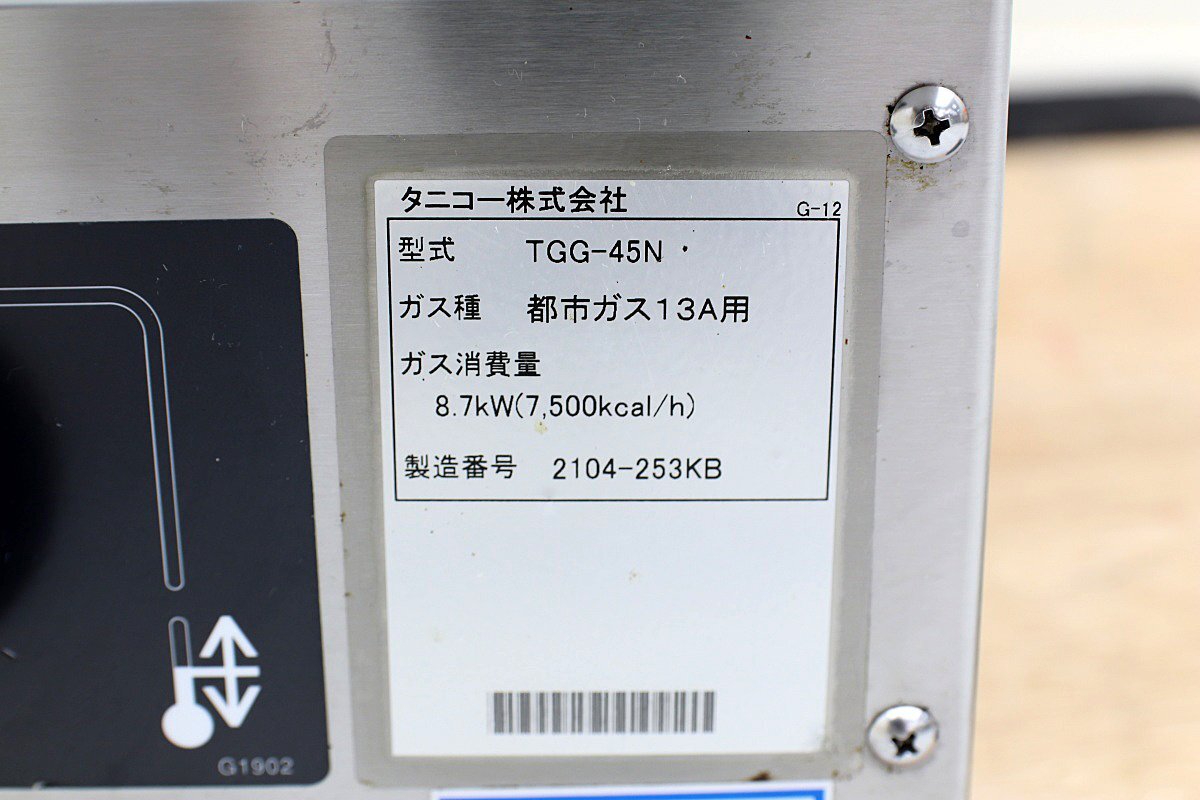 タニコー株式会社
G-12
型式 TGG-45N
ガス種 都市ガス13A用
ガス消費量
8.7kW(7,500kcal/h)
製造番号 2104-253KB
G1902